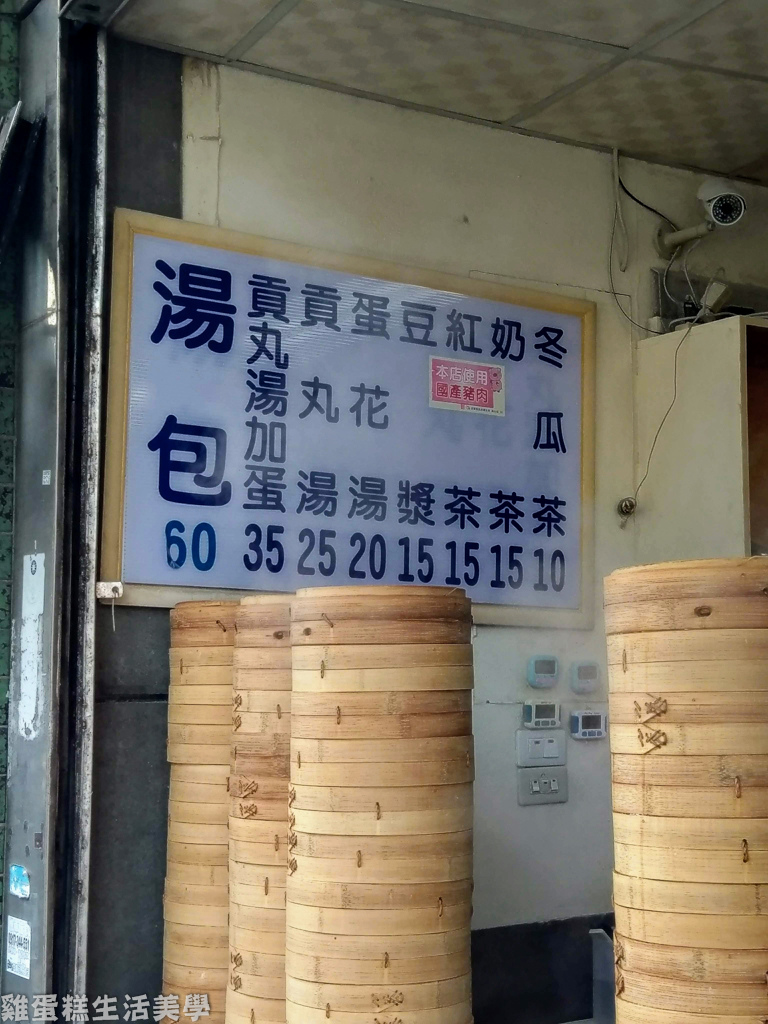 湯包 60
貢丸湯加蛋 35
貢丸湯 25
蛋花湯 20
豆漿 15
紅茶 15
奶茶 15
冬瓜茶 10
本店使用
國產豬肉
雞蛋糕生活美學